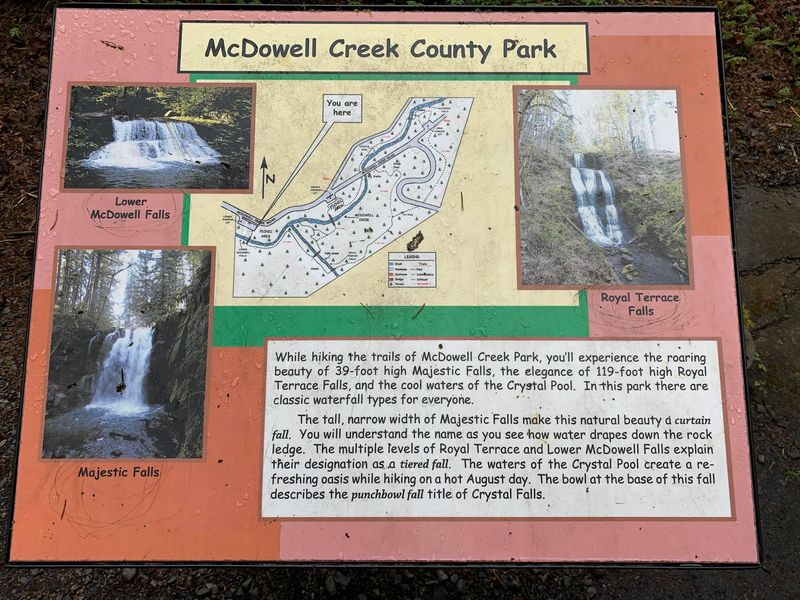 McDowell Creek County Park
You are
here
N
Lower
McDowell Falls
PICNIC
AREA
McDOWELL
CREEK
LEGEND
Royal Terrace
Falls
Majestic Falls
While hiking the trails of McDowell Creek Park, you'll experience the roaring
beauty of 39-foot high Majestic Falls, the elegance of 119-foot high Royal
Terrace Falls, and the cool waters of the Crystal Pool. In this park there are
classic waterfall types for everyone.
The tall, narrow width of Majestic Falls make this natural beauty a curtain
fall. You will understand the name as you see how water drapes down the rock
ledge. The multiple levels of Royal Terrace and Lower McDowell Falls explain
their designation as a tiered fall. The waters of the Crystal Pool create a re-
freshing oasis while hiking on a hot August day. The bowl at the base of this fall
describes the punchbowl fall title of Crystal Falls.